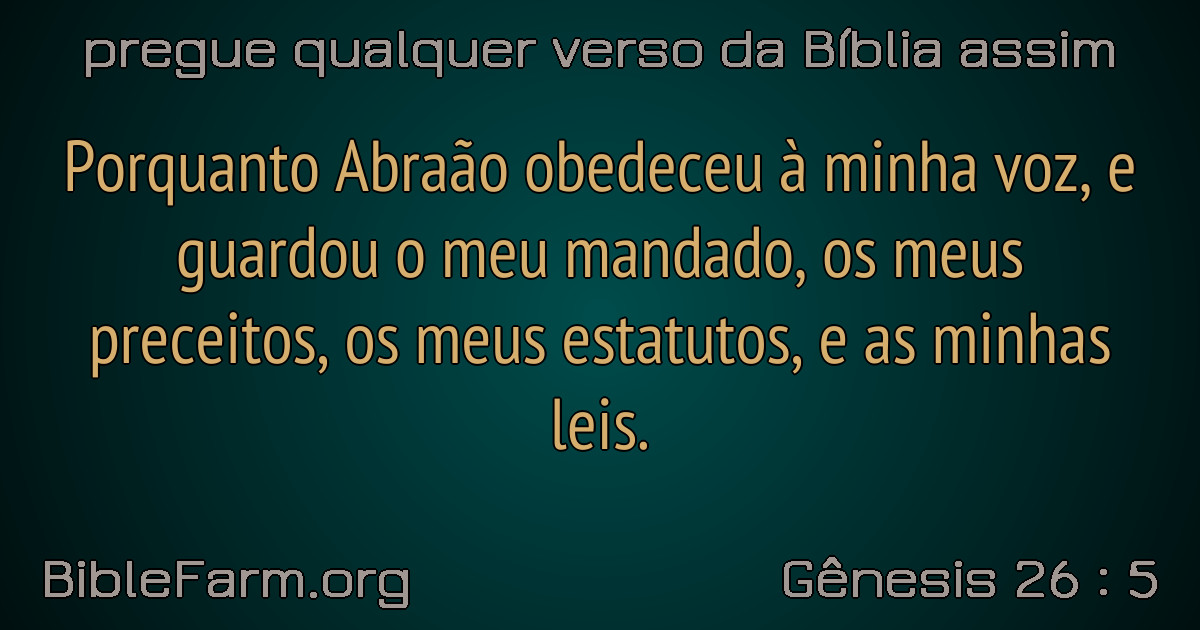 pregue qualquer verso da Bíblia assim
Porquanto Abraão obedeceu à minha voz, e
guardou o meu mandado, os meus
preceitos, os meus estatutos, e as minhas
leis.
BibleFarm.org
Gênesis 26 : 5